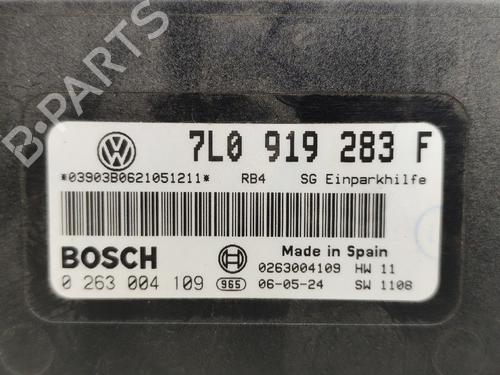 B-PARTS
7L0 919 283 F
*03903B0621051211* RB4 SG Einparkhilfe
BOSCH
Made in Spain
0263004109 HW 11
0 263 004 109 965 06-05-24 SW 1108